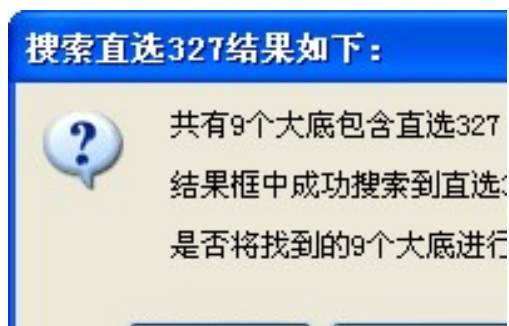 搜索直选327结果如下：
共有9个大底包含直选327
结果框中成功搜索到直选3
是否将找到的9个大底进行